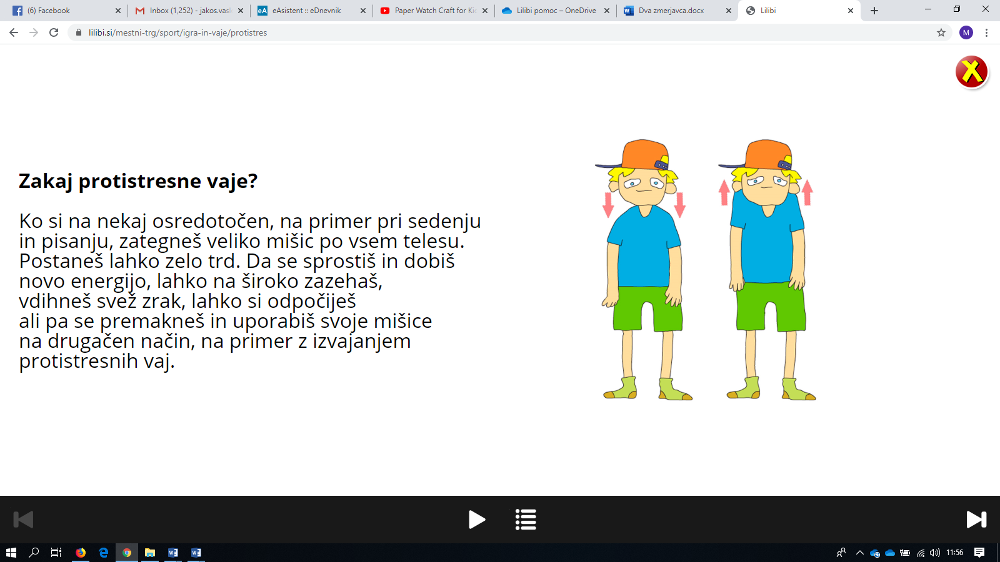 (6) Facebook
Inbox (1,252) - jakos.vask
eAsistent :: eDnevnik
Paper Watch Craft for Kid
Lilibi pomoc – OneDrive
Dva zmerjavca.docx
Lilibi
lilibi.si/mestni-trg/sport/igra-in-vaje/protistres
M
X
Zakaj protistresne vaje?
Ko si na nekaj osredotočen, na primer pri sedenju
in pisanju, zategneš veliko mišic po vsem telesu.
Postaneš lahko zelo trd. Da se sprostiš in dobiš
novo energijo, lahko na široko zazehaš,
vdihneš svež zrak, lahko si odpočiješ
ali pa se premakneš in uporabiš svoje mišice
na drugačen način, na primer z izvajanjem
protistresnih vaj.
11:56